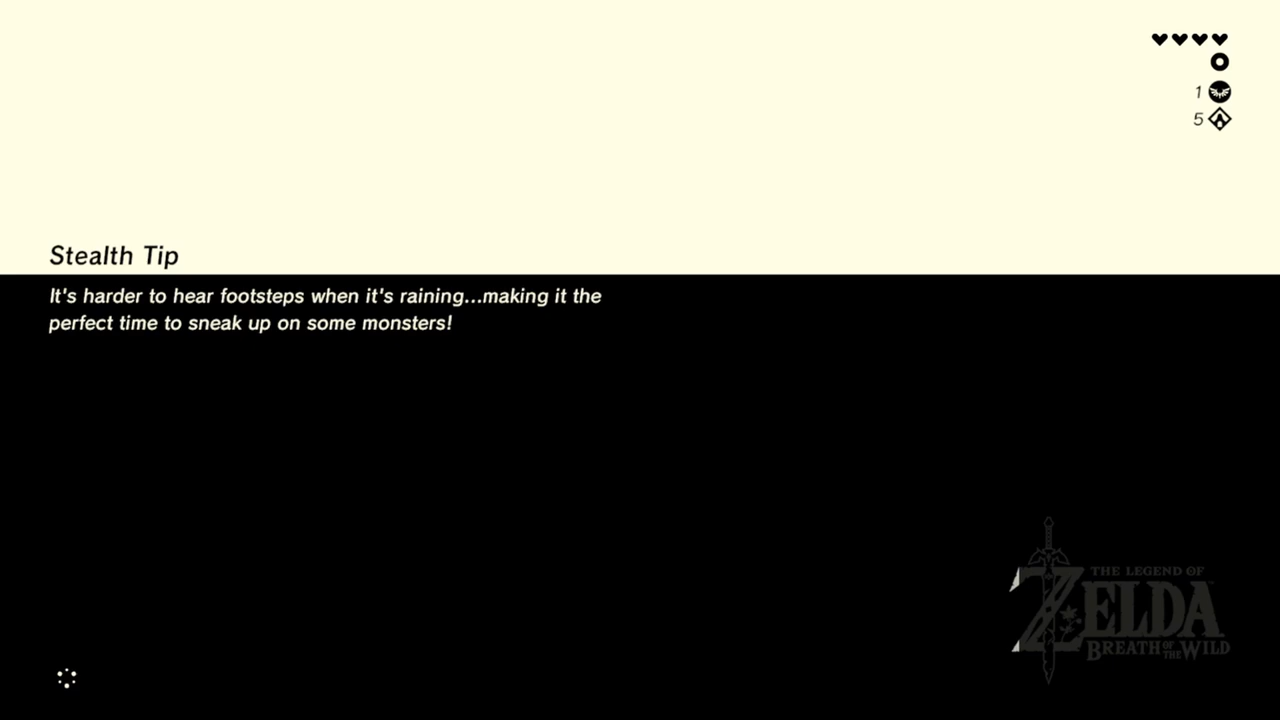 1
5
Stealth Tip
It's harder to hear footsteps when it's raining...making it the
perfect time to sneak up on some monsters!
THE LEGEND OF
ZELDA
BREATH OF THE WILD